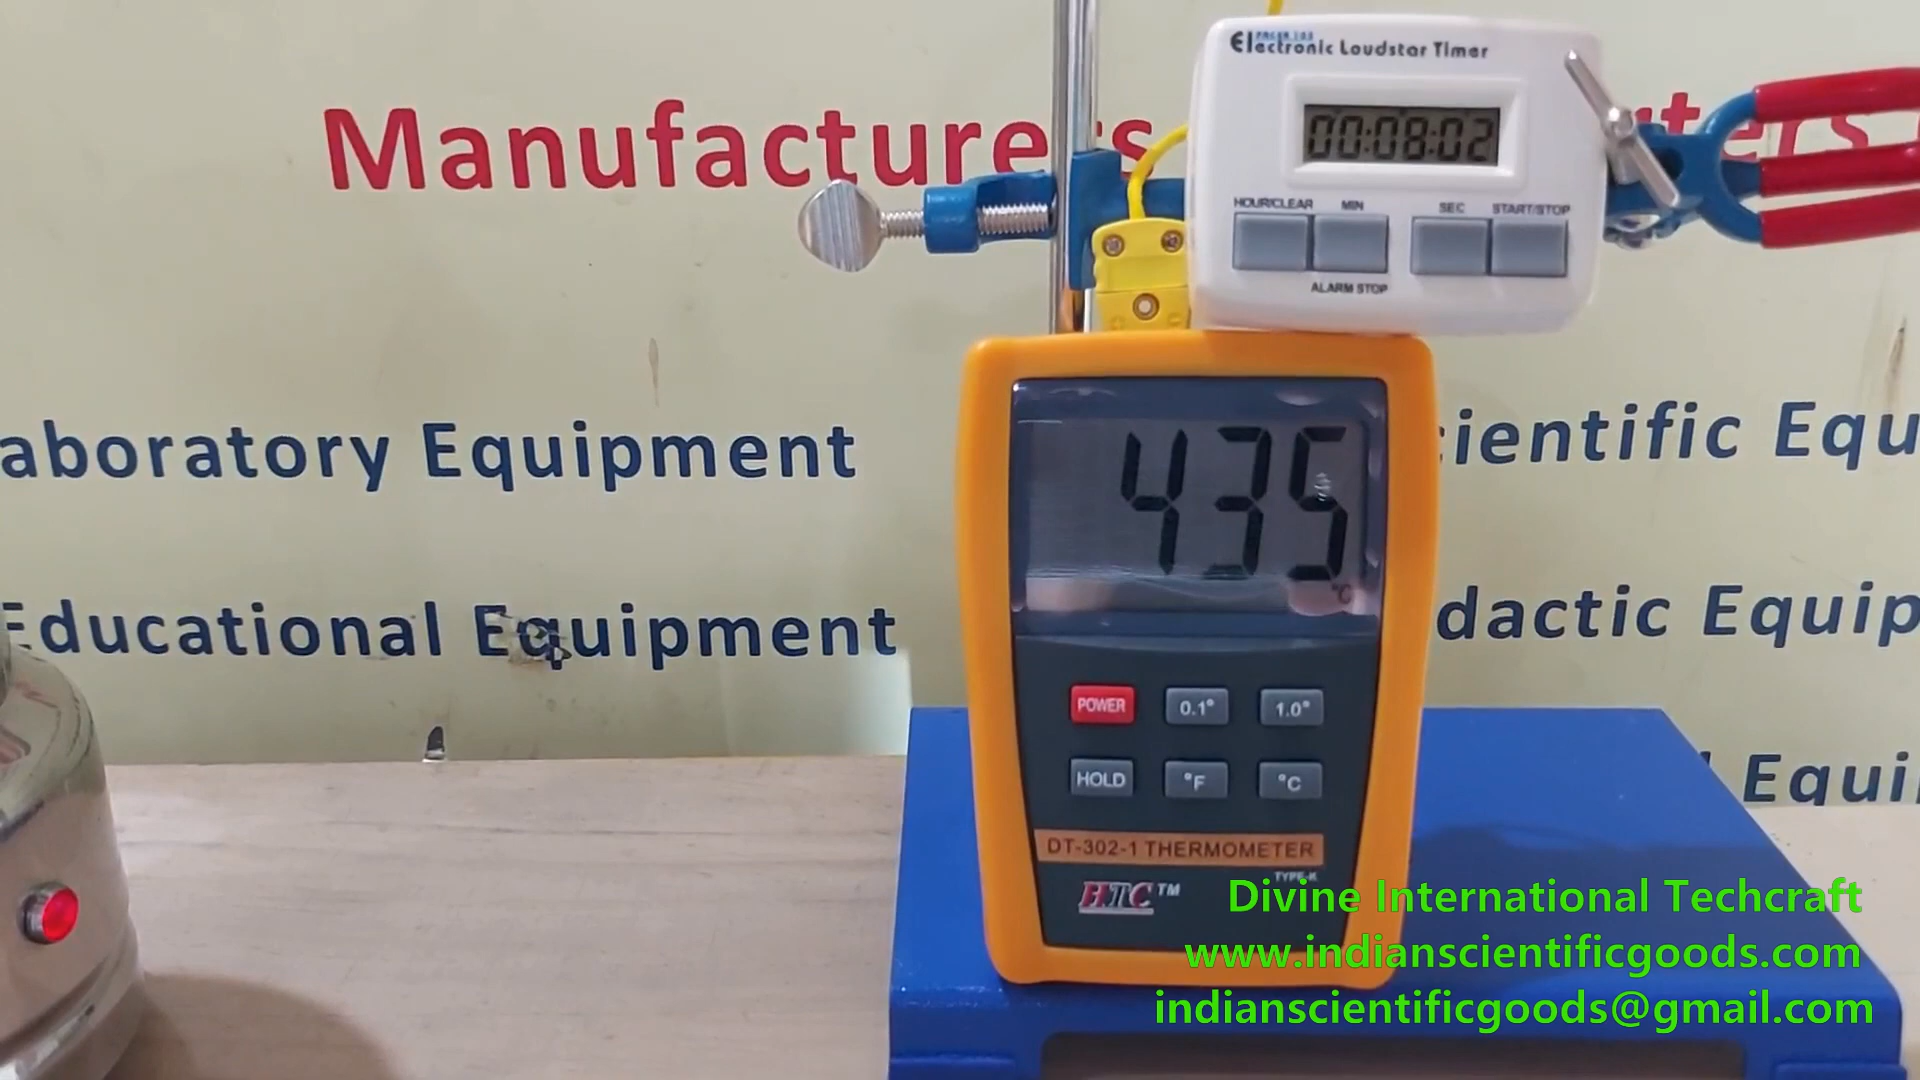 Electronic Loudstar Timer
00:08:02
HOUR/CLEAR MIN SEC START/STOP
ALARM STOP
Manufacturers
aboratory Equipment
cientific Equ
Educational Equipment
dactic Equip
Equi
435
°C
POWER 0.1° 1.0°
HOLD °F °C
DT-302-1 THERMOMETER
TYPE-K
HTC™
Divine International Techcraft
www.indianscientificgoods.com
indianscientificgoods@gmail.com